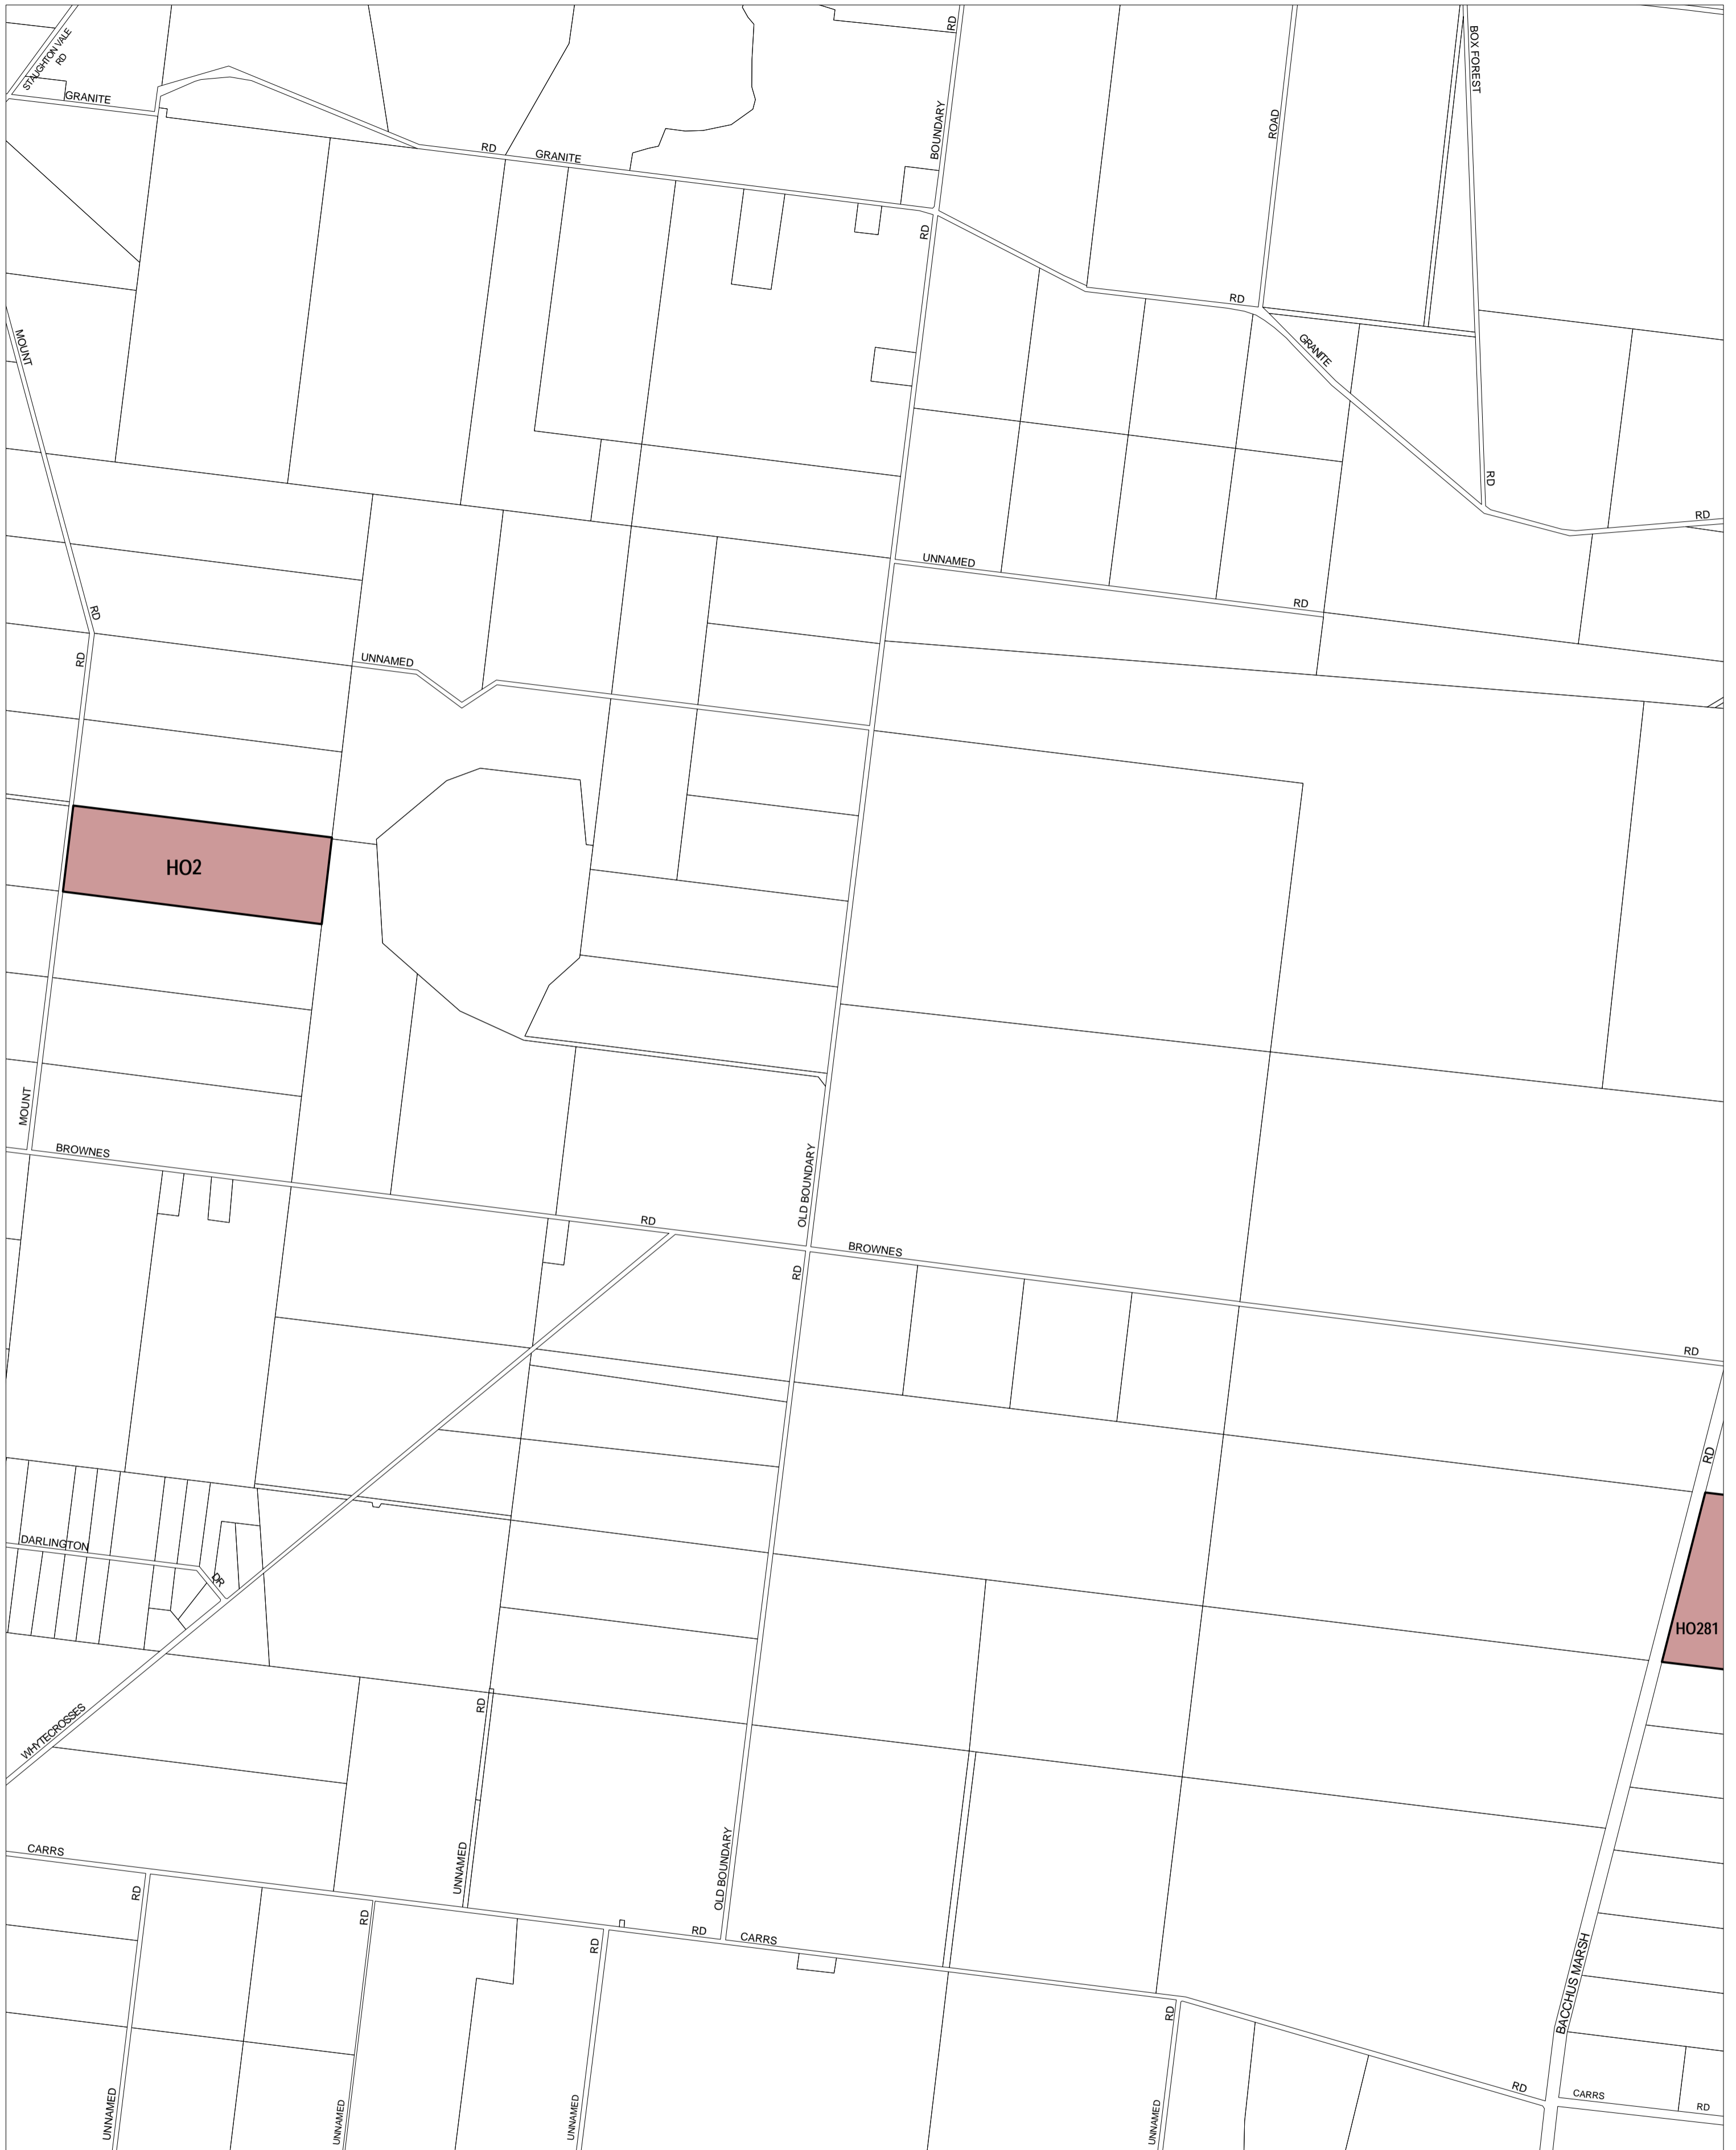 STAUGHTON VALE
RD
RD
BOX FOREST
GRANITE
BOUNDARY
ROAD
RD
GRANITE
RD
RD
MOUNT
GRANITE
RD
RD
UNNAMED
RD
RD
RD
UNNAMED
HO2
MOUNT
BROWNES
OLD BOUNDARY
RD
BROWNES
RD
RD
RD
DARLINGTON
DR
HO281
RD
WHYTECROSSES
CARRS
UNNAMED
OLD BOUNDARY
RD
RD
RD
RD
CARRS
BACCHUS MARSH
RD
RD
CARRS
RD
UNNAMED
UNNAMED
UNNAMED
UNNAMED